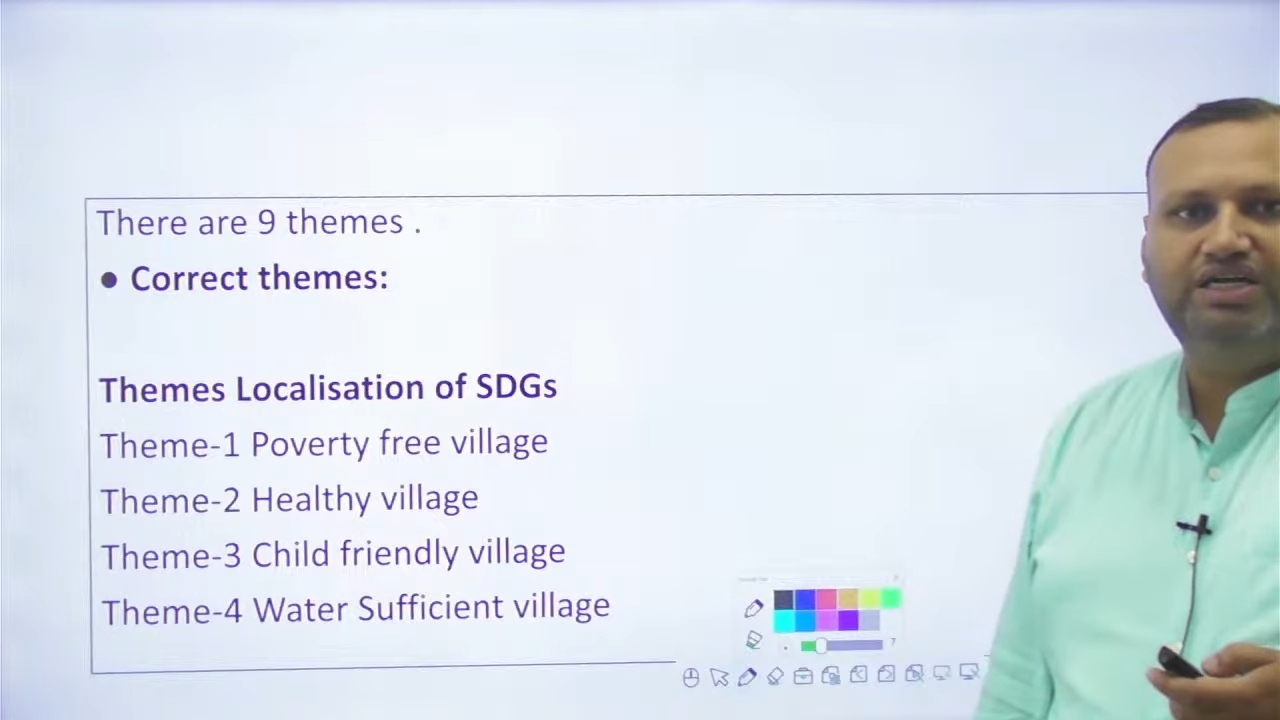 There are 9 themes .
● Correct themes:
Themes Localisation of SDGs
Theme-1 Poverty free village
Theme-2 Healthy village
Theme-3 Child friendly village
Theme-4 Water Sufficient village
7